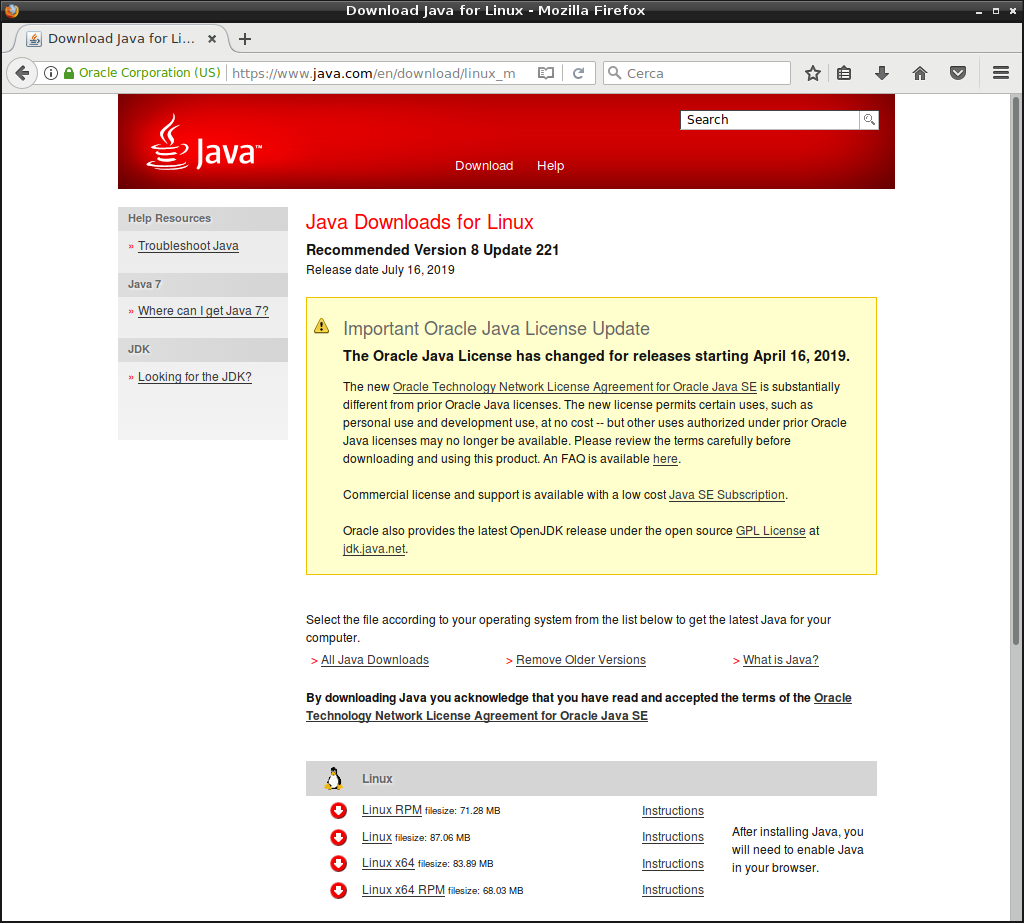 Download Java for Linux - Mozilla Firefox
Download Java for Li...
Oracle Corporation (US)
https://www.java.com/en/download/linux_m
Cerca
Java™
Search
Download
Help
Help Resources
» Troubleshoot Java
Java 7
» Where can I get Java 7?
JDK
» Looking for the JDK?
Java Downloads for Linux
Recommended Version 8 Update 221
Release date July 16, 2019
Important Oracle Java License Update
The Oracle Java License has changed for releases starting April 16, 2019.
The new Oracle Technology Network License Agreement for Oracle Java SE is substantially
different from prior Oracle Java licenses. The new license permits certain uses, such as
personal use and development use, at no cost -- but other uses authorized under prior Oracle
Java licenses may no longer be available. Please review the terms carefully before
downloading and using this product. An FAQ is available here.
Commercial license and support is available with a low cost Java SE Subscription.
Oracle also provides the latest OpenJDK release under the open source GPL License at
jdk.java.net.
Select the file according to your operating system from the list below to get the latest Java for your
computer.
> All Java Downloads
> Remove Older Versions
> What is Java?
By downloading Java you acknowledge that you have read and accepted the terms of the Oracle
Technology Network License Agreement for Oracle Java SE
Linux
Linux RPM filesize: 71.28 MB
Instructions
Linux filesize: 87.06 MB
Instructions
Linux x64 filesize: 83.89 MB
Instructions
Linux x64 RPM filesize: 68.03 MB
Instructions
After installing Java, you
will need to enable Java
in your browser.